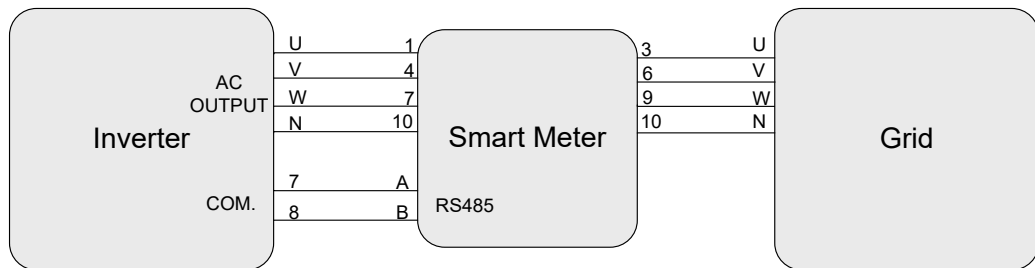 U 1
V 4
AC
OUTPUT
W 7
N 10
Inverter
Smart Meter
3 U
6 V
9 W
10 N
Grid
7 A
COM.
RS485
8 B